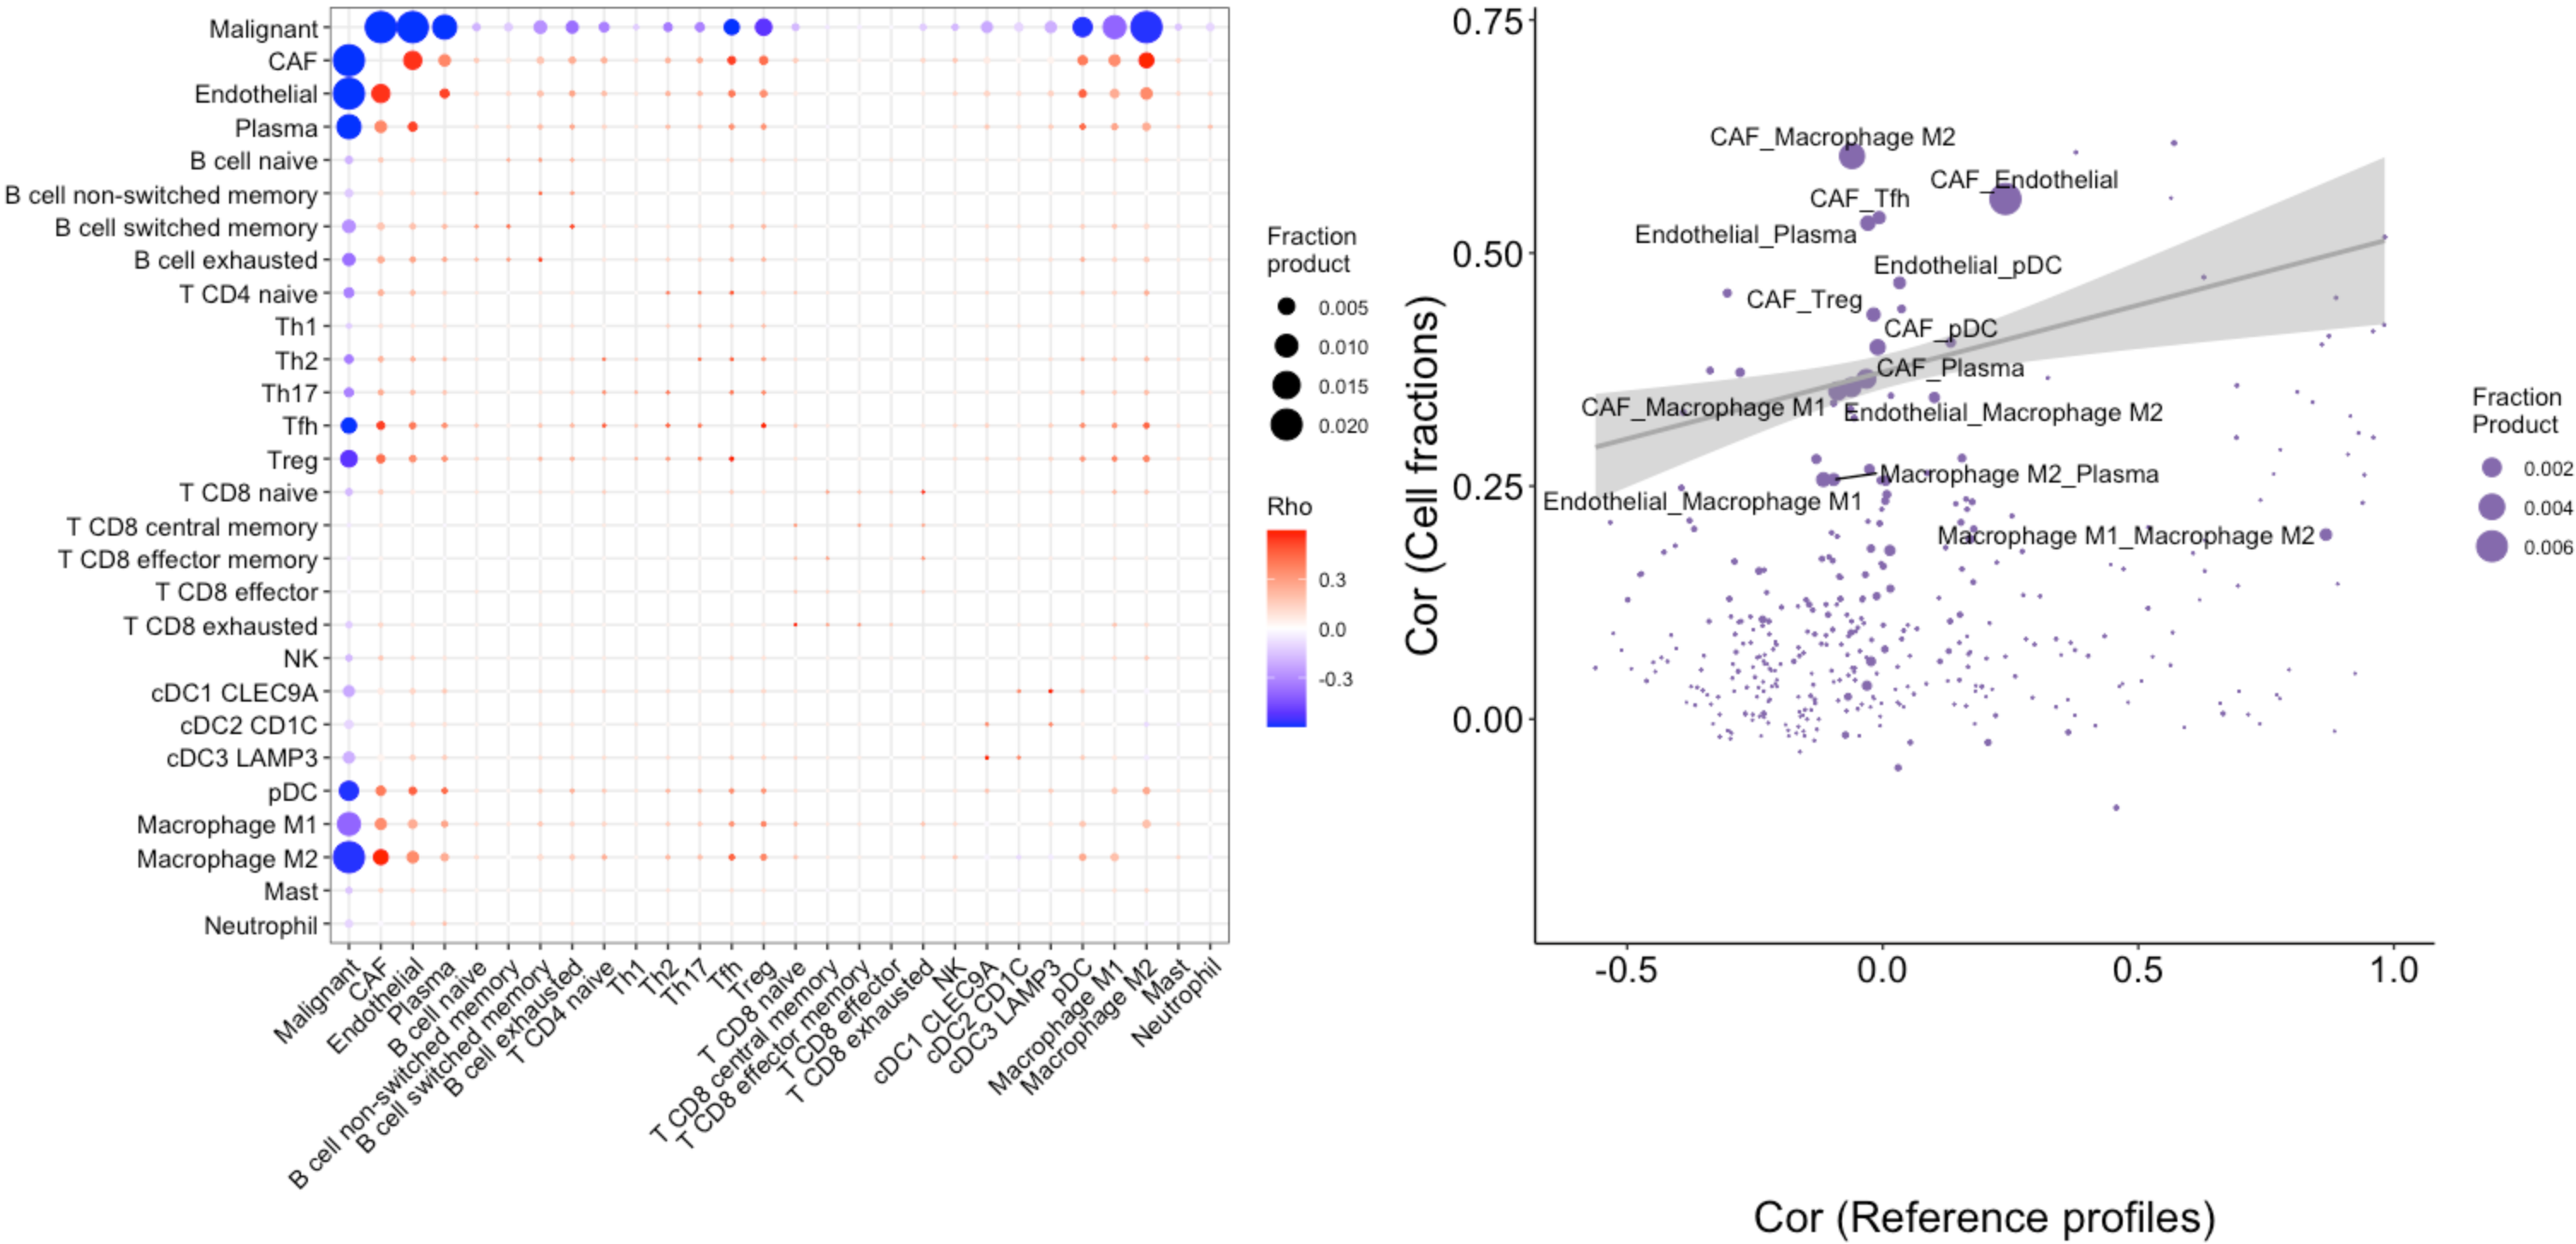 Malignant
CAF
Endothelial
Plasma
B cell naive
B cell non-switched memory
B cell switched memory
B cell exhausted
T CD4 naive
Th1
Th2
Th17
Tfh
Treg
T CD8 naive
T CD8 central memory
T CD8 effector memory
T CD8 effector
T CD8 exhausted
NK
cDC1 CLEC9A
cDC2 CD1C
cDC3 LAMP3
pDC
Macrophage M1
Macrophage M2
Mast
Neutrophil
Malignant
CAF
Endothelial
Plasma
B cell naive
B cell non-switched memory
B cell switched memory
B cell exhausted
T CD4 naive
Th1
Th2
Th17
Tfh
Treg
T CD8 naive
T CD8 central memory
T CD8 effector memory
T CD8 effector
T CD8 exhausted
NK
cDC1 CLEC9A
cDC2 CD1C
cDC3 LAMP3
pDC
Macrophage M1
Macrophage M2
Mast
Neutrophil
Fraction
product
0.005
0.010
0.015
0.020
Rho
0.3
0.0
-0.3
Cor (Cell fractions)
0.75
0.50
0.25
0.00
CAF_Macrophage M2
CAF_Endothelial
CAF_Tfh
Endothelial_Plasma
Endothelial_pDC
CAF_Treg
CAF_pDC
CAF_Plasma
CAF_Macrophage M1
Endothelial_Macrophage M2
Macrophage M2_Plasma
Endothelial_Macrophage M1
Macrophage M1_Macrophage M2
-0.5
0.0
0.5
1.0
Cor (Reference profiles)
Fraction
Product
0.002
0.004
0.006